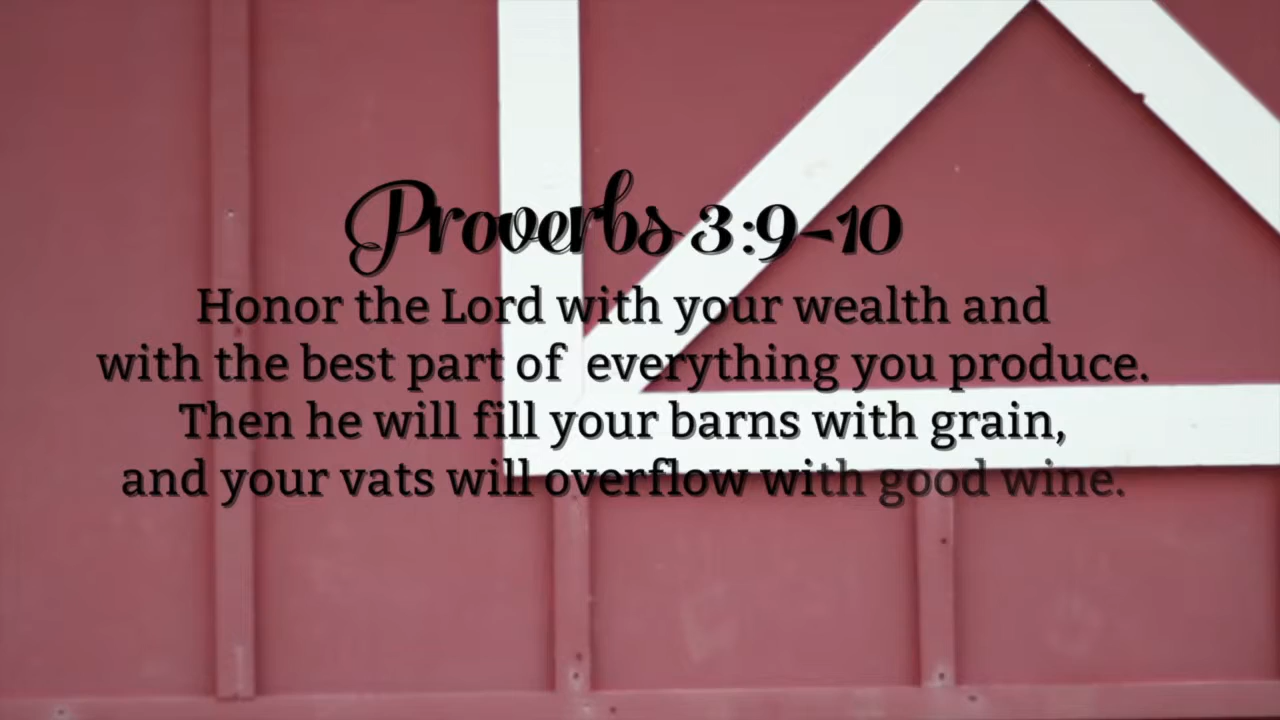 Proverbs 3:9-10
Honor the Lord with your wealth and
with the best part of everything you produce.
Then he will fill your barns with grain,
and your vats will overflow with good wine.